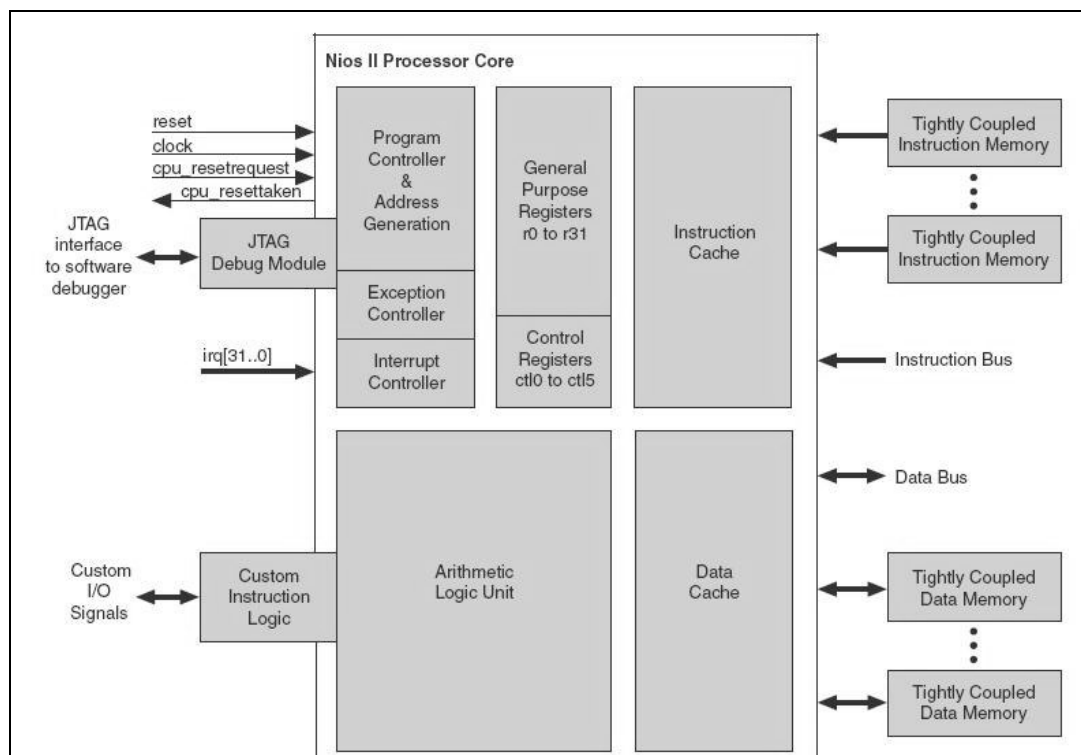 Nios II Processor Core
reset
clock
cpu_resetrequest
cpu_resettaken
JTAG
interface
to software
debugger
JTAG
Debug Module
irq[31..0]
Program
Controller
&
Address
Generation
Exception
Controller
Interrupt
Controller
General
Purpose
Registers
r0 to r31
Control
Registers
ctl0 to ctl5
Instruction
Cache
Tightly Coupled
Instruction Memory
Tightly Coupled
Instruction Memory
Instruction Bus
Data Bus
Custom
I/O
Signals
Custom
Instruction
Logic
Arithmetic
Logic Unit
Data
Cache
Tightly Coupled
Data Memory
Tightly Coupled
Data Memory